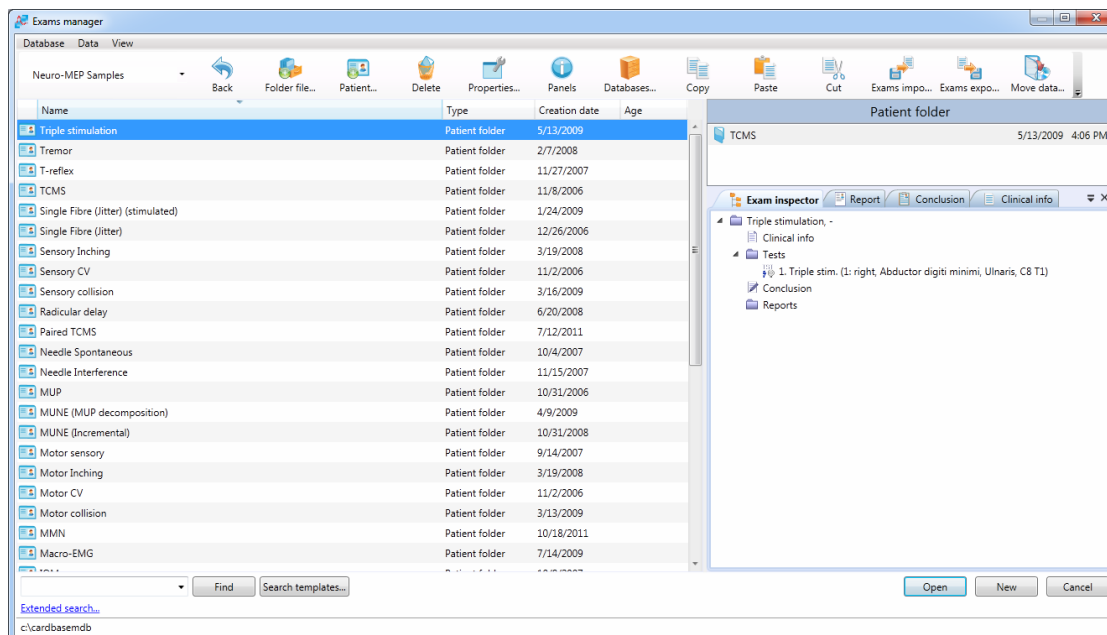 Exams manager
Database Data View
Neuro-MEP Samples
Back Folder file... Patient... Delete Properties... Panels Databases... Copy Paste Cut Exams impo... Exams expo... Move data...
Name Type Creation date Age
Triple stimulation Patient folder 5/13/2009
Tremor Patient folder 2/7/2008
T-reflex Patient folder 11/27/2007
TCMS Patient folder 11/8/2006
Single Fibre (Jitter) (stimulated) Patient folder 1/24/2009
Single Fibre (Jitter) Patient folder 12/26/2006
Sensory Inching Patient folder 3/19/2008
Sensory CV Patient folder 11/2/2006
Sensory collision Patient folder 3/16/2009
Radicular delay Patient folder 6/20/2008
Paired TCMS Patient folder 7/12/2011
Needle Spontaneous Patient folder 10/4/2007
Needle Interference Patient folder 11/15/2007
MUP Patient folder 10/31/2006
MUNE (MUP decomposition) Patient folder 4/9/2009
MUNE (Incremental) Patient folder 10/31/2008
Motor sensory Patient folder 9/14/2007
Motor Inching Patient folder 3/19/2008
Motor CV Patient folder 11/2/2006
Motor collision Patient folder 3/13/2009
MMN Patient folder 10/18/2011
Macro-EMG Patient folder 7/14/2009
Patient folder
TCMS 5/13/2009 4:06 PM
Exam inspector Report Conclusion Clinical info
Triple stimulation, -
Clinical info
Tests
1. Triple stim. (1: right, Abductor digiti minimi, Ulnaris, C8 T1)
Conclusion
Reports
Find Search templates... Open New Cancel
Extended search...
c:\cardbasemdb